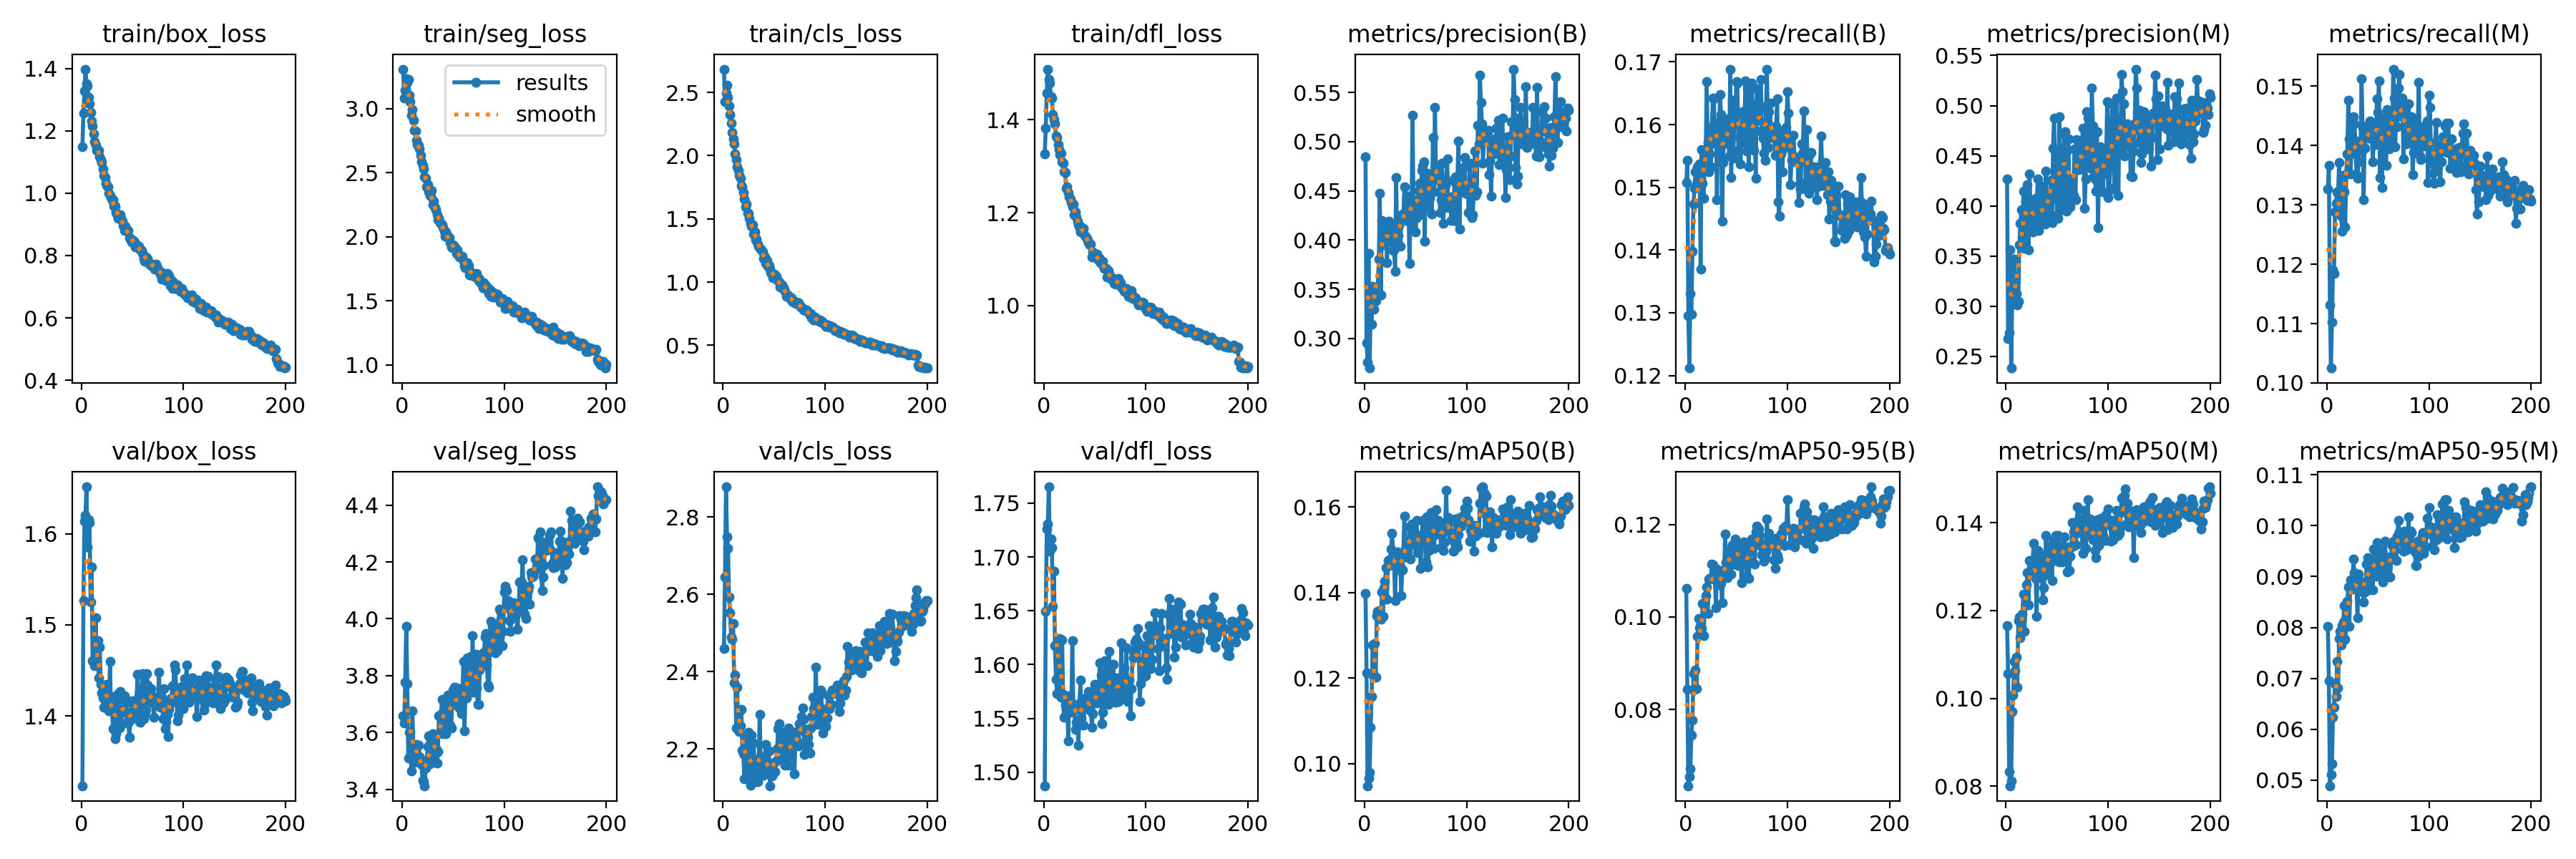 train/box_loss
1.4
1.2
1.0
0.8
0.6
0.4
0 100 200
train/seg_loss
results
smooth
3.0
2.5
2.0
1.5
1.0
0 100 200
train/cls_loss
2.5
2.0
1.5
1.0
0.5
0 100 200
train/dfl_loss
1.4
1.2
1.0
0 100 200
metrics/precision(B)
0.55
0.50
0.45
0.40
0.35
0.30
0 100 200
metrics/recall(B)
0.17
0.16
0.15
0.14
0.13
0.12
0 100 200
metrics/precision(M)
0.55
0.50
0.45
0.40
0.35
0.30
0.25
0 100 200
metrics/recall(M)
0.15
0.14
0.13
0.12
0.11
0.10
0 100 200
val/box_loss
1.6
1.5
1.4
0 100 200
val/seg_loss
4.4
4.2
4.0
3.8
3.6
3.4
0 100 200
val/cls_loss
2.8
2.6
2.4
2.2
0 100 200
val/dfl_loss
1.75
1.70
1.65
1.60
1.55
1.50
0 100 200
metrics/mAP50(B)
0.16
0.14
0.12
0.10
0 100 200
metrics/mAP50-95(B)
0.12
0.10
0.08
0 100 200
metrics/mAP50(M)
0.14
0.12
0.10
0.08
0 100 200
metrics/mAP50-95(M)
0.11
0.10
0.09
0.08
0.07
0.06
0.05
0 100 200